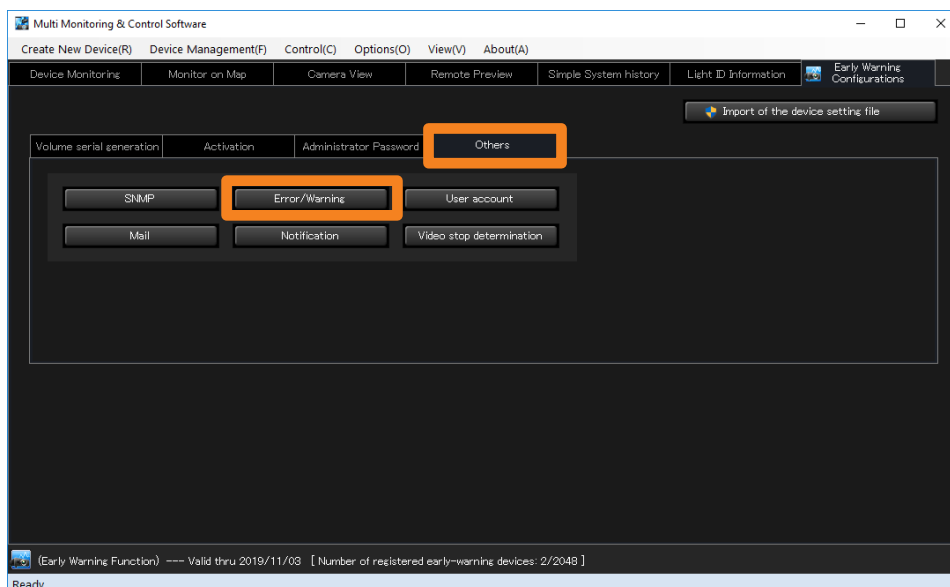 Multi Monitoring & Control Software
Create New Device(R) Device Management(F) Control(C) Options(O) View(V) About(A)
Device Monitoring Monitor on Map Camera View Remote Preview Simple System history Light ID Information Early Warning
Configurations
Import of the device setting file
Volume serial generation Activation Administrator Password Others
SNMP Error/Warning User account
Mail Notification Video stop determination
(Early Warning Function) --- Valid thru 2019/11/03 [ Number of registered early-warning devices: 2/2048 ]
Ready